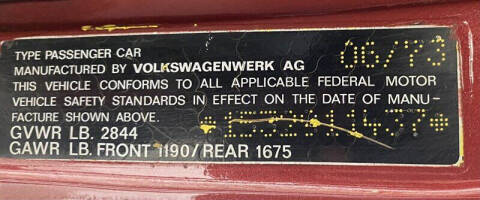 TYPE PASSENGER CAR 06/73
MANUFACTURED BY VOLKSWAGENWERK AG
THIS VEHICLE CONFORMS TO ALL APPLICABLE FEDERAL MOTOR
VEHICLE SAFETY STANDARDS IN EFFECT ON THE DATE OF MANU-
FACTURE SHOWN ABOVE.
GVWR LB. 2844
GAWR LB. FRONT 1190/REAR 1675